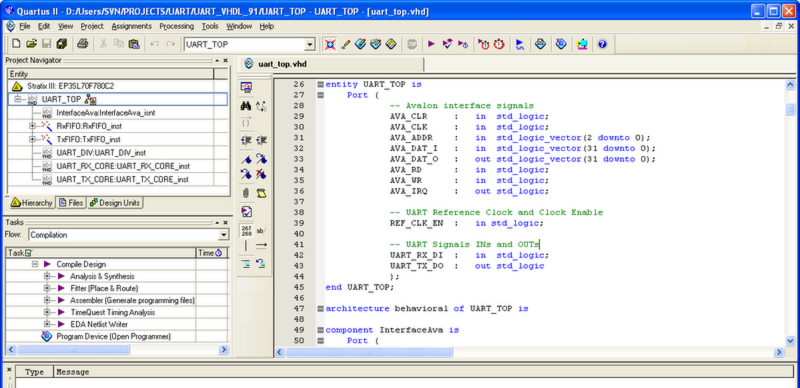 Quartus II - D:/Projects/SVN/PROJECTS/UART/UART_VHDL_91/UART_TOP - UART_TOP - [uart_top.vhd]
File Edit View Project Assignments Processing Tools Window Help
UART_TOP
Project Navigator
Entity
Stratix III: EP3SL70F780C2
UART_TOP
InterfaceAva:InterfaceAva_isnt
RxFIFO:RxFIFO_inst
TxFIFO:TxFIFO_inst
UART_DIV:UART_DIV_inst
UART_RX_CORE:UART_RX_CORE_inst
UART_TX_CORE:UART_TX_CORE_inst
Hierarchy Files Design Units
Tasks
Flow: Compilation
Task Time
Compile Design
Analysis & Synthesis
Fitter (Place & Route)
Assembler (Generate programming files)
TimeQuest Timing Analysis
EDA Netlist Writer
Program Device (Open Programmer)
uart_top.vhd
267
268
ab/
26 entity UART_TOP is
27 Port (
28 -- Avalon interface signals
29 AVA_CLR : in std_logic;
30 AVA_CLK : in std_logic;
31 AVA_ADDR : in std_logic_vector(2 downto 0);
32 AVA_DAT_I : in std_logic_vector(31 downto 0);
33 AVA_DAT_O : out std_logic_vector(31 downto 0);
34 AVA_RD : in std_logic;
35 AVA_WR : in std_logic;
36 AVA_IRQ : out std_logic;
37
38 -- UART Reference Clock and Clock Enable
39 REF_CLK_EN : in std_logic;
40
41 -- UART Signals INs and OUTs
42 UART_RX_DI : in std_logic;
43 UART_TX_DO : out std_logic
44 );
45 end UART_TOP;
46
47 architecture behavioral of UART_TOP is
48
49 component InterfaceAva is
50 Port (
Type Message